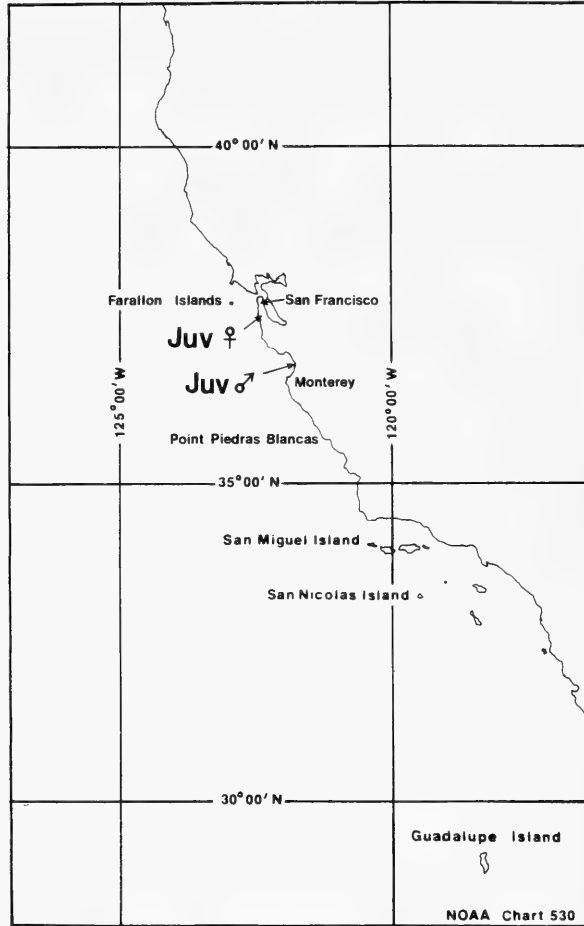 40°00' N
Farallon Islands
San Francisco
Juv ♀
Juv ♂
Monterey
125°00' W
120°00' W
Point Piedras Blancas
35°00' N
San Miguel Island
San Nicolas Island
30°00' N
Guadalupe Island
NOAA Chart 530